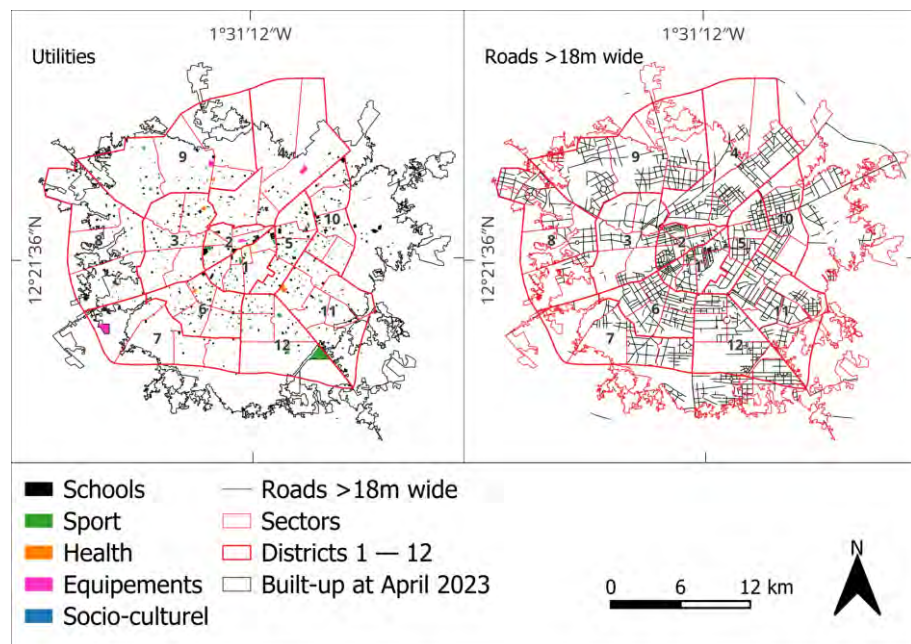 1°31′12″W
1°31′12″W
Utilities
Roads >18m wide
12°21′36″N
12°21′36″N
9
4
10
8
3
2
5
1
6
11
7
12
9
4
10
8
3
2
5
1
6
11
7
12
Schools
Roads >18m wide
Sport
Sectors
Health
Districts 1 — 12
Equipements
Built-up at April 2023
Socio-culturel
N
0 6 12 km